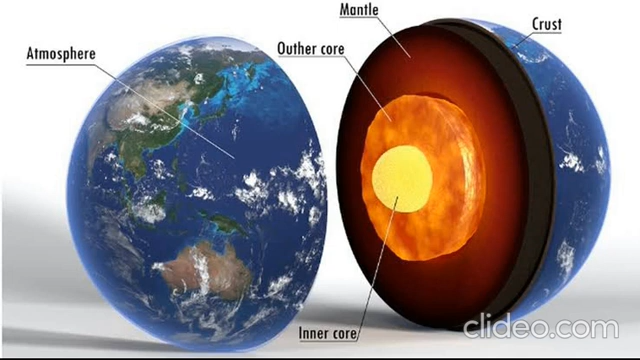 Mantle
Crust
Outher core
Atmosphere
Inner core
clideo.com